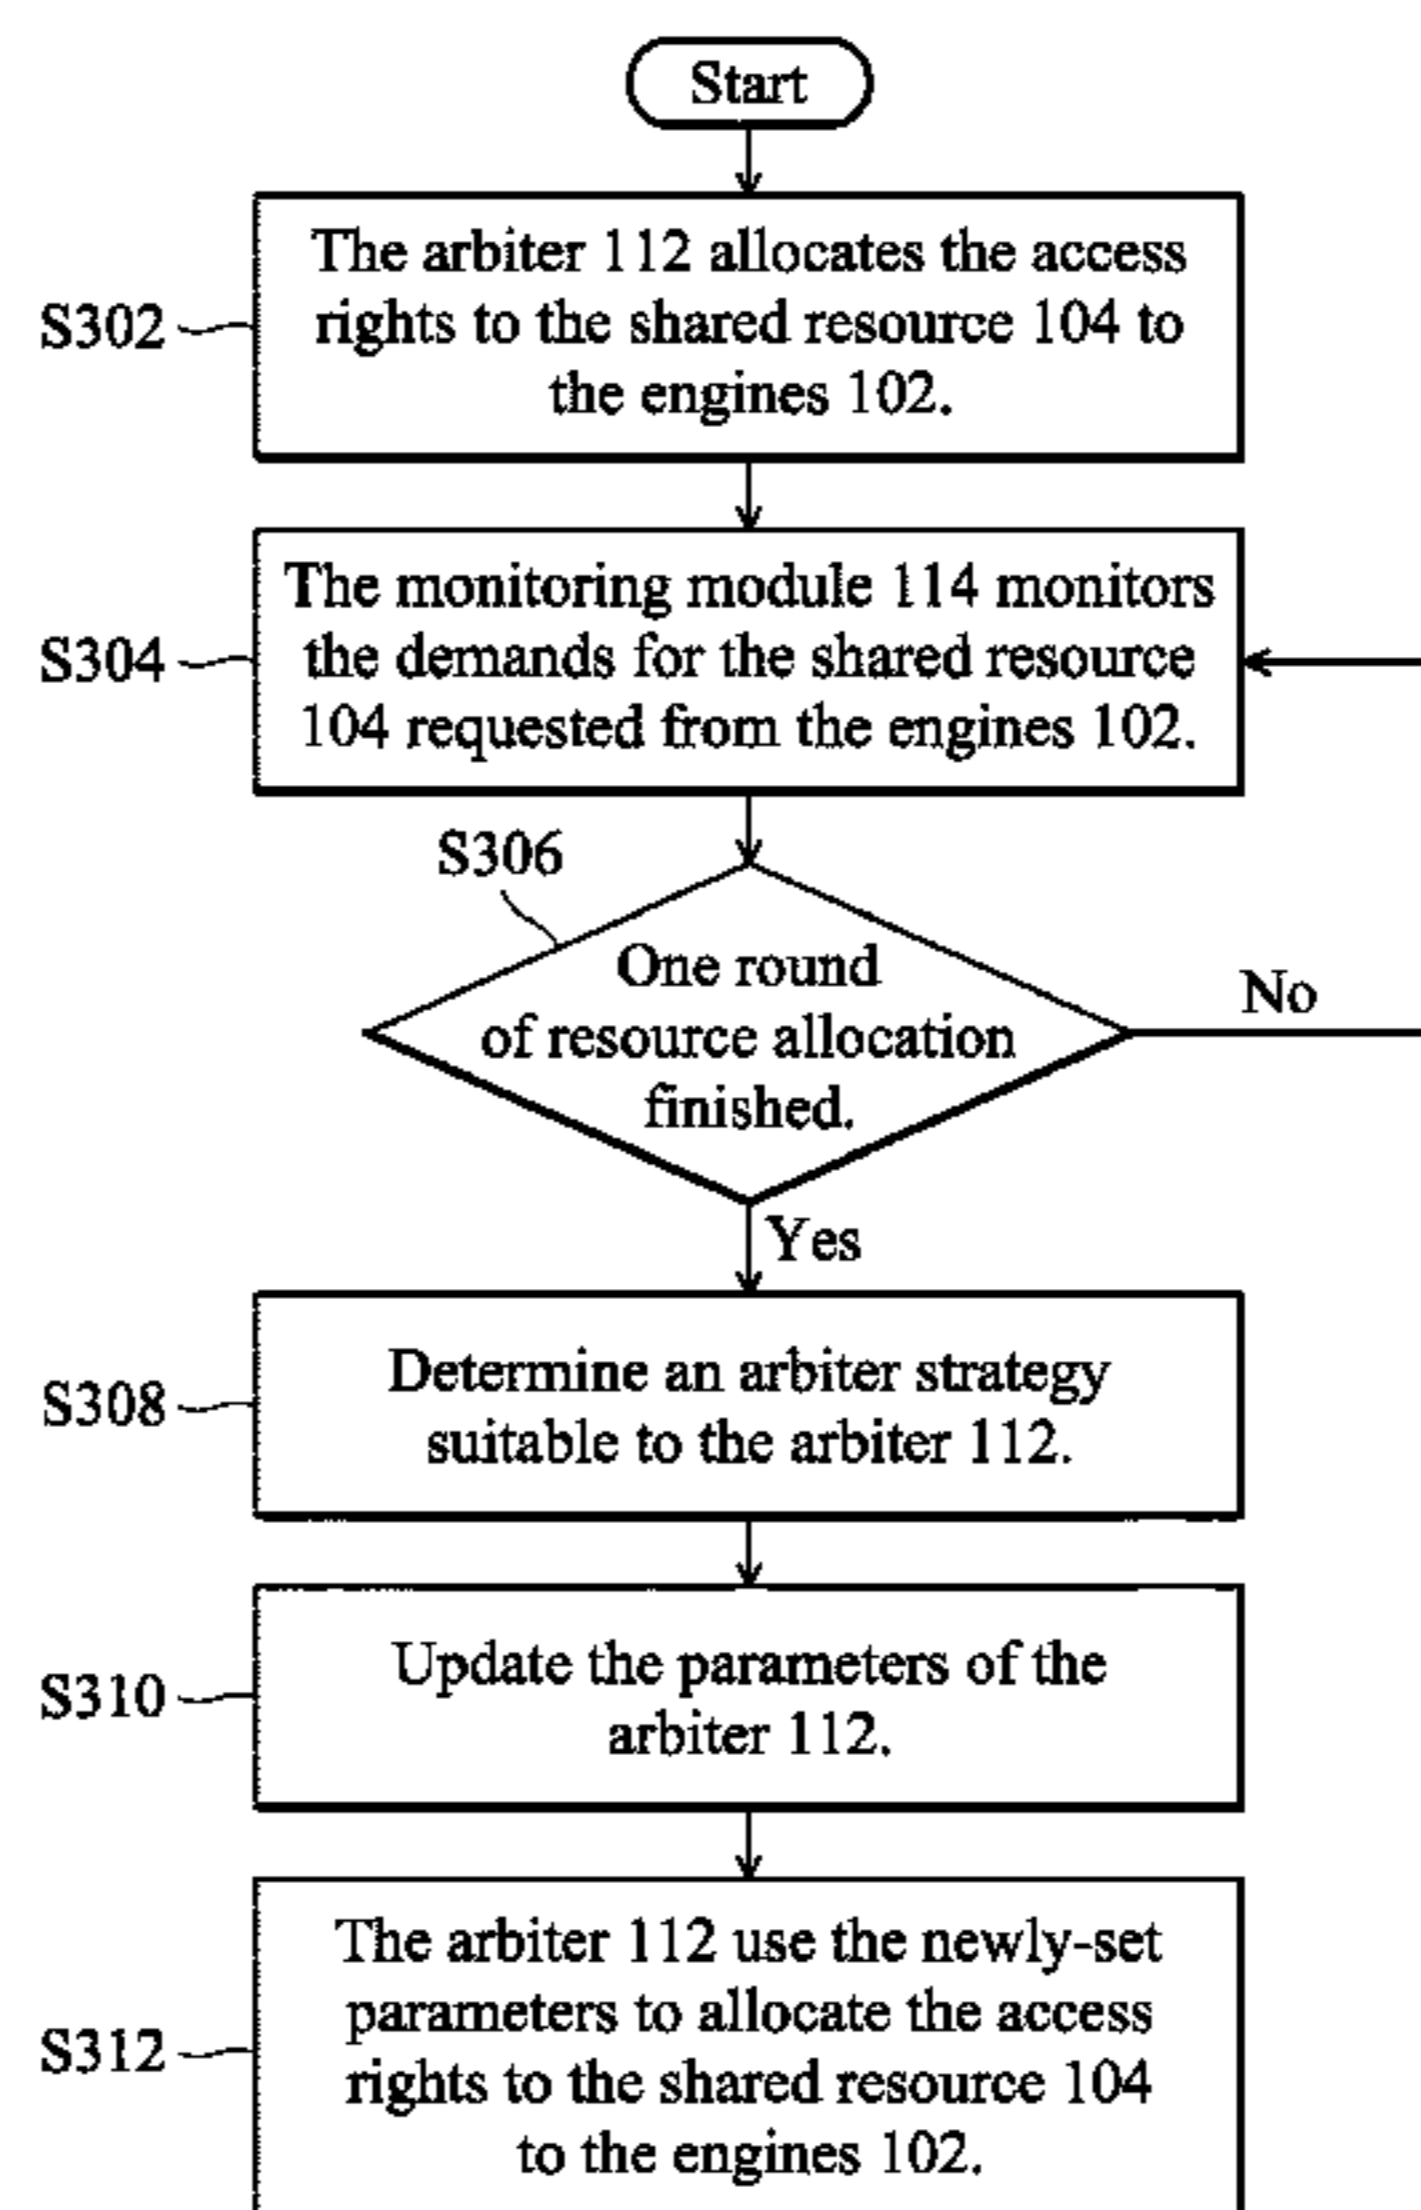 Start
The arbiter 112 allocates the access
rights to the shared resource 104 to
the engines 102.
S302
The monitoring module 114 monitors
the demands for the shared resource
104 requested from the engines 102.
S304
S306
One round
of resource allocation
finished.
No
Yes
Determine an arbiter strategy
suitable to the arbiter 112.
S308
Update the parameters of the
arbiter 112.
S310
The arbiter 112 use the newly-set
parameters to allocate the access
rights to the shared resource 104
to the engines 102.
S312